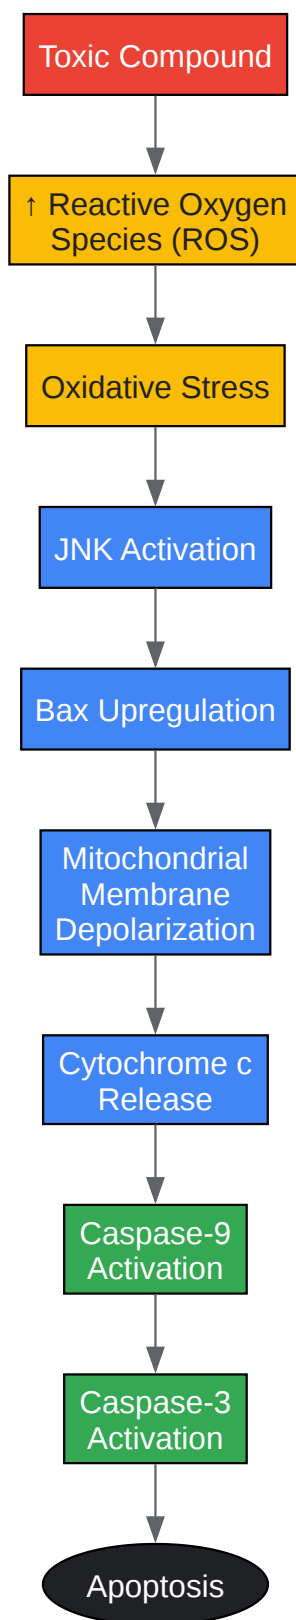 Toxic Compound
↑ Reactive Oxygen
Species (ROS)
Oxidative Stress
JNK Activation
Bax Upregulation
Mitochondrial
Membrane
Depolarization
Cytochrome c
Release
Caspase-9
Activation
Caspase-3
Activation
Apoptosis